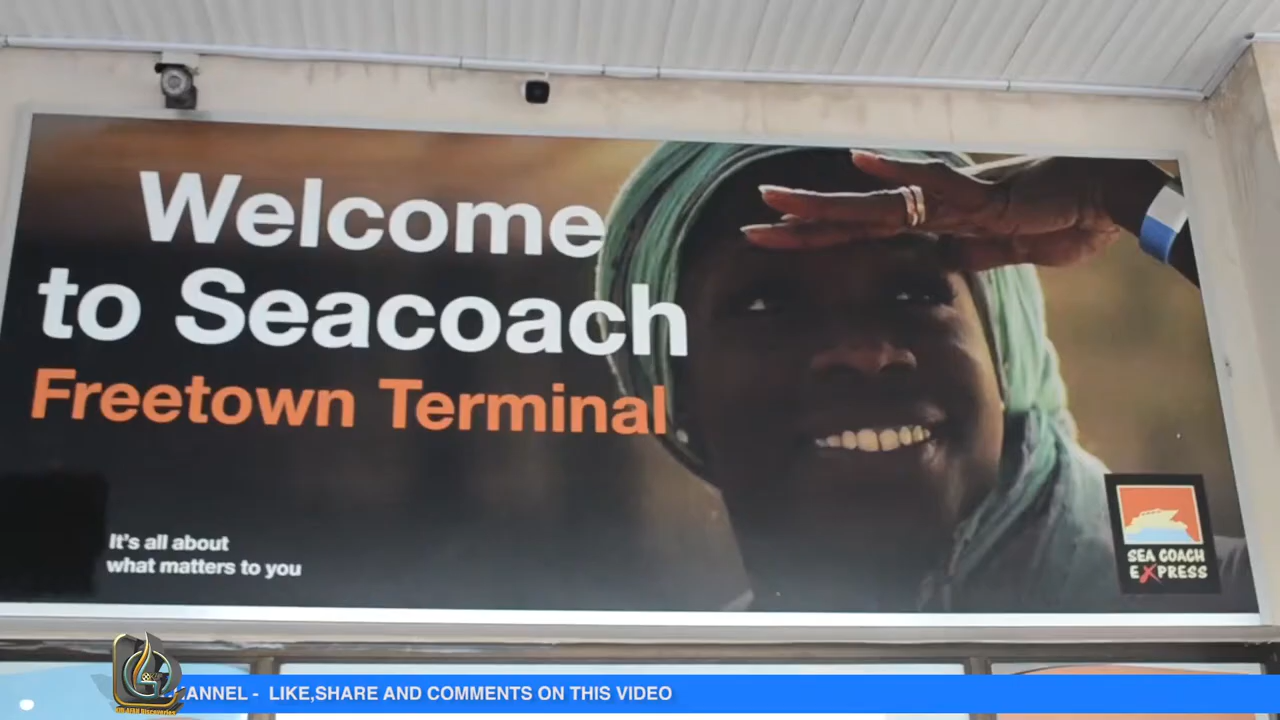 Welcome
to Seacoach
Freetown Terminal
It's all about
what matters to you
SEA COACH
EXPRESS
HANNEL - LIKE,SHARE AND COMMENTS ON THIS VIDEO